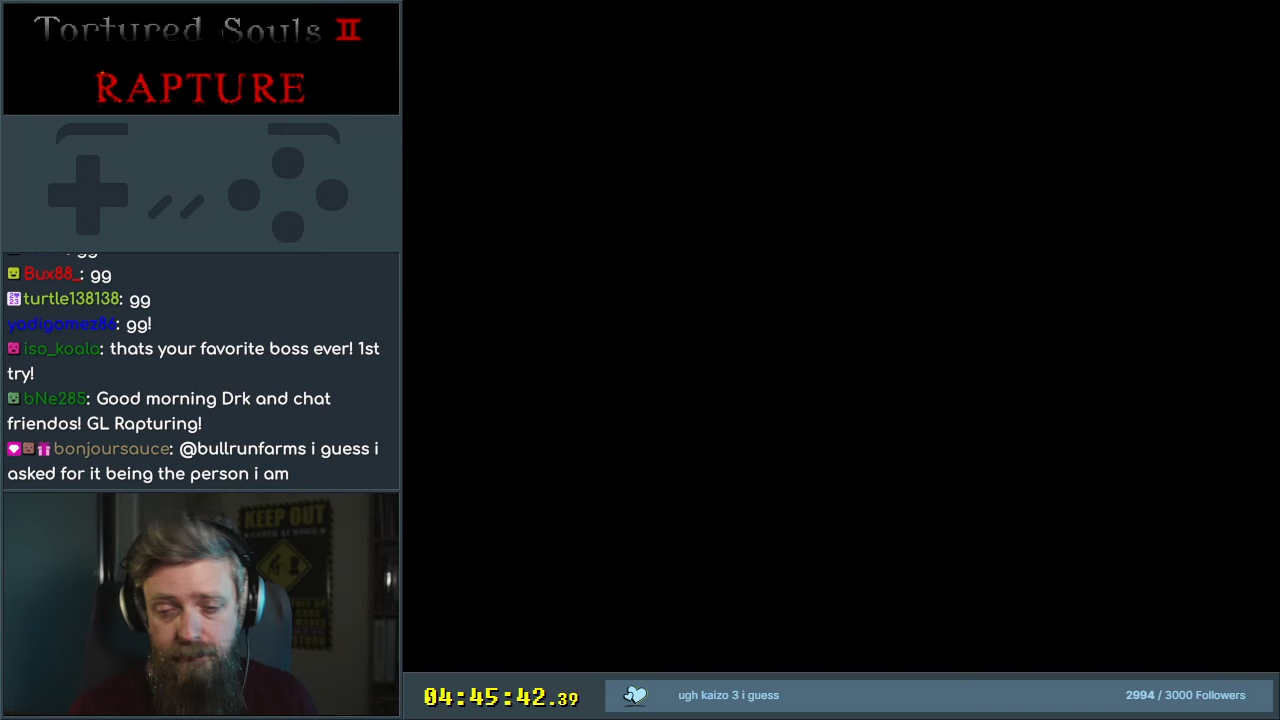 Tortured Souls II
RAPTURE
gg
Bux88_: gg
turtle138138: gg
yadigamez86: gg!
iso_koala: thats your favorite boss ever! 1st
try!
bNe285: Good morning Drk and chat
friendos! GL Rapturing!
bonjoursauce: @bullrunfarms i guess i
asked for it being the person i am
KEEP OUT
04:45:42.39
ugh kaizo 3 i guess
2994 / 3000 Followers